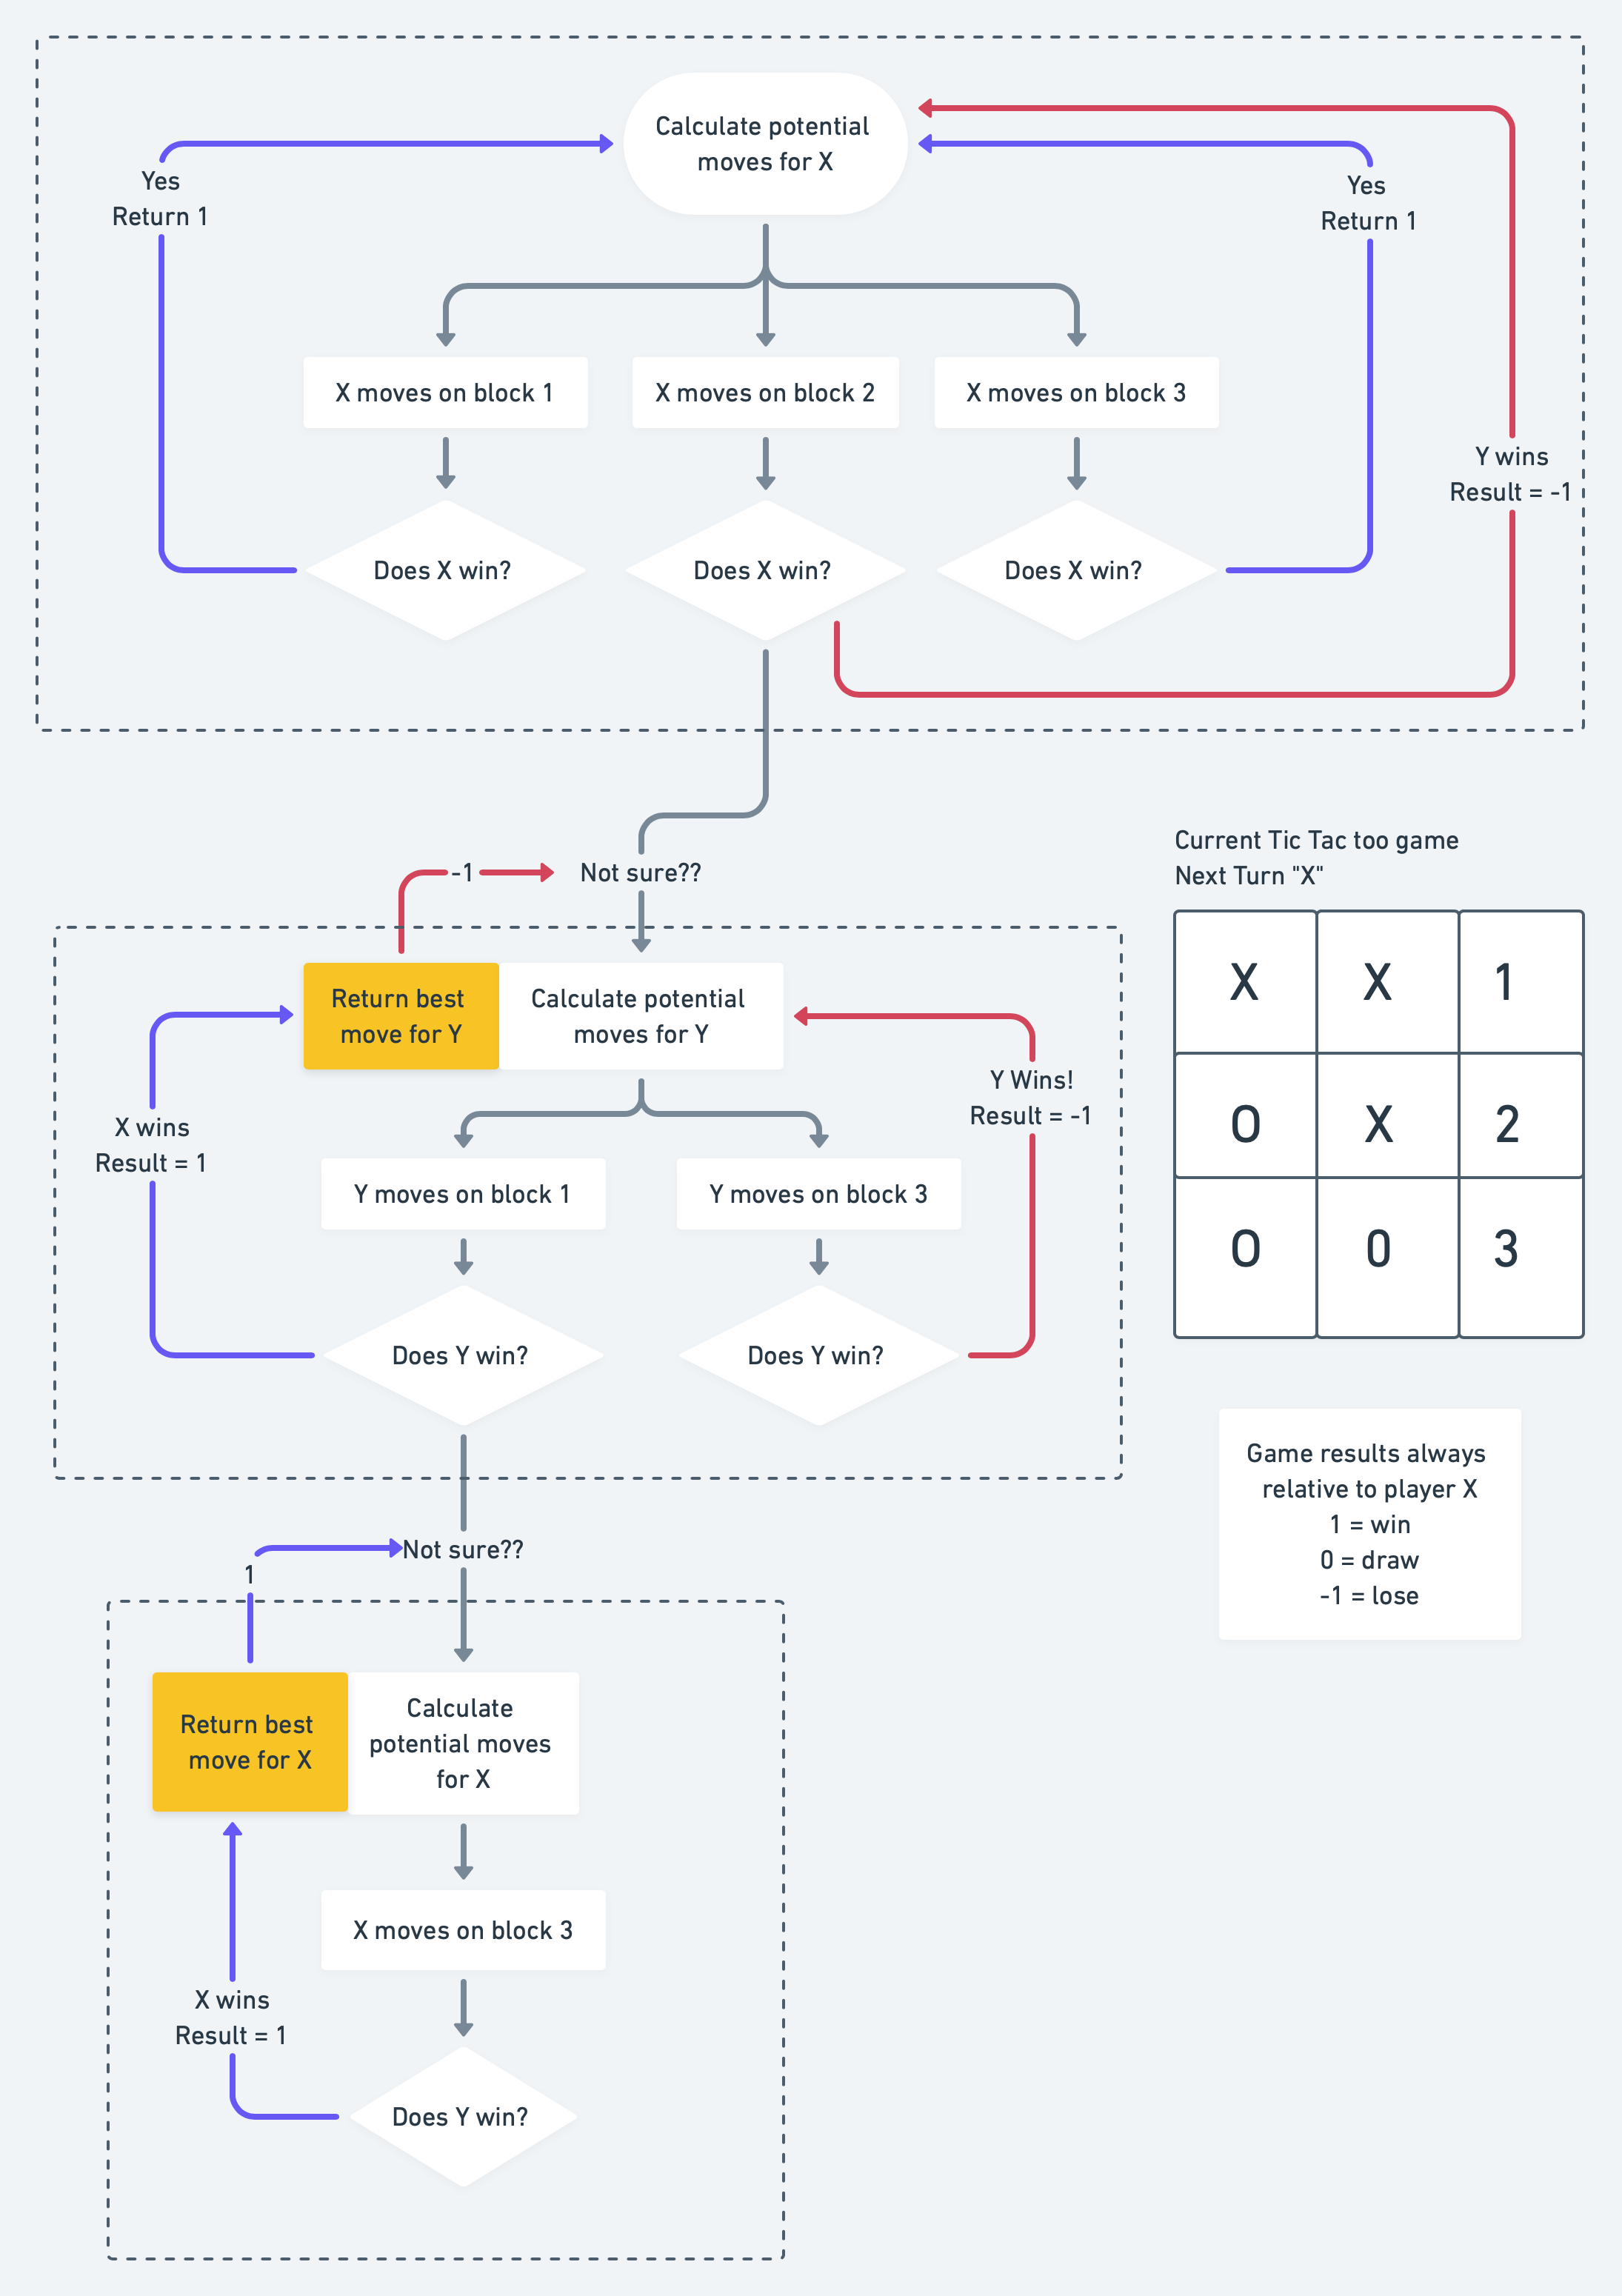 Calculate potential
moves for X
Yes
Return 1
Yes
Return 1
X moves on block 1
X moves on block 2
X moves on block 3
Y wins
Result = -1
Does X win?
Does X win?
Does X win?
Current Tic Tac too game
Next Turn "X"
-1
Not sure??
X X 1
O X 2
O 0 3
Return best
move for Y
Calculate potential
moves for Y
Y Wins!
Result = -1
X wins
Result = 1
Y moves on block 1
Y moves on block 3
Does Y win?
Does Y win?
Game results always
relative to player X
1 = win
0 = draw
-1 = lose
Not sure??
1
Return best
move for X
Calculate
potential moves
for X
X moves on block 3
X wins
Result = 1
Does Y win?